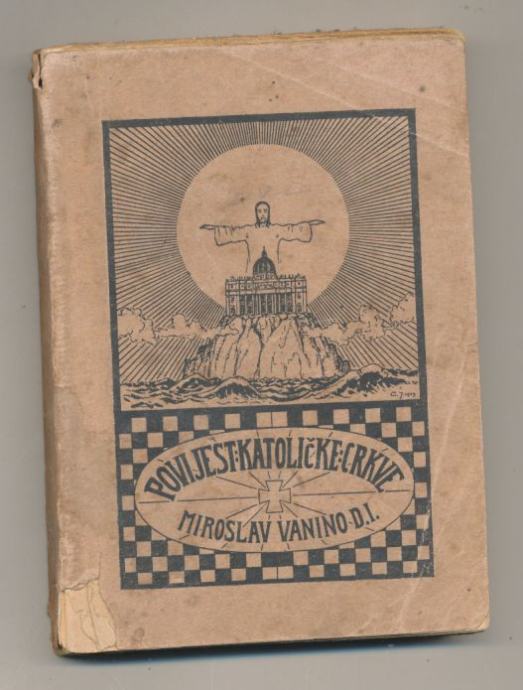 POVIJEST·KATOLIČKE·CRKVE
MIROSLAV VANINO·D.I.